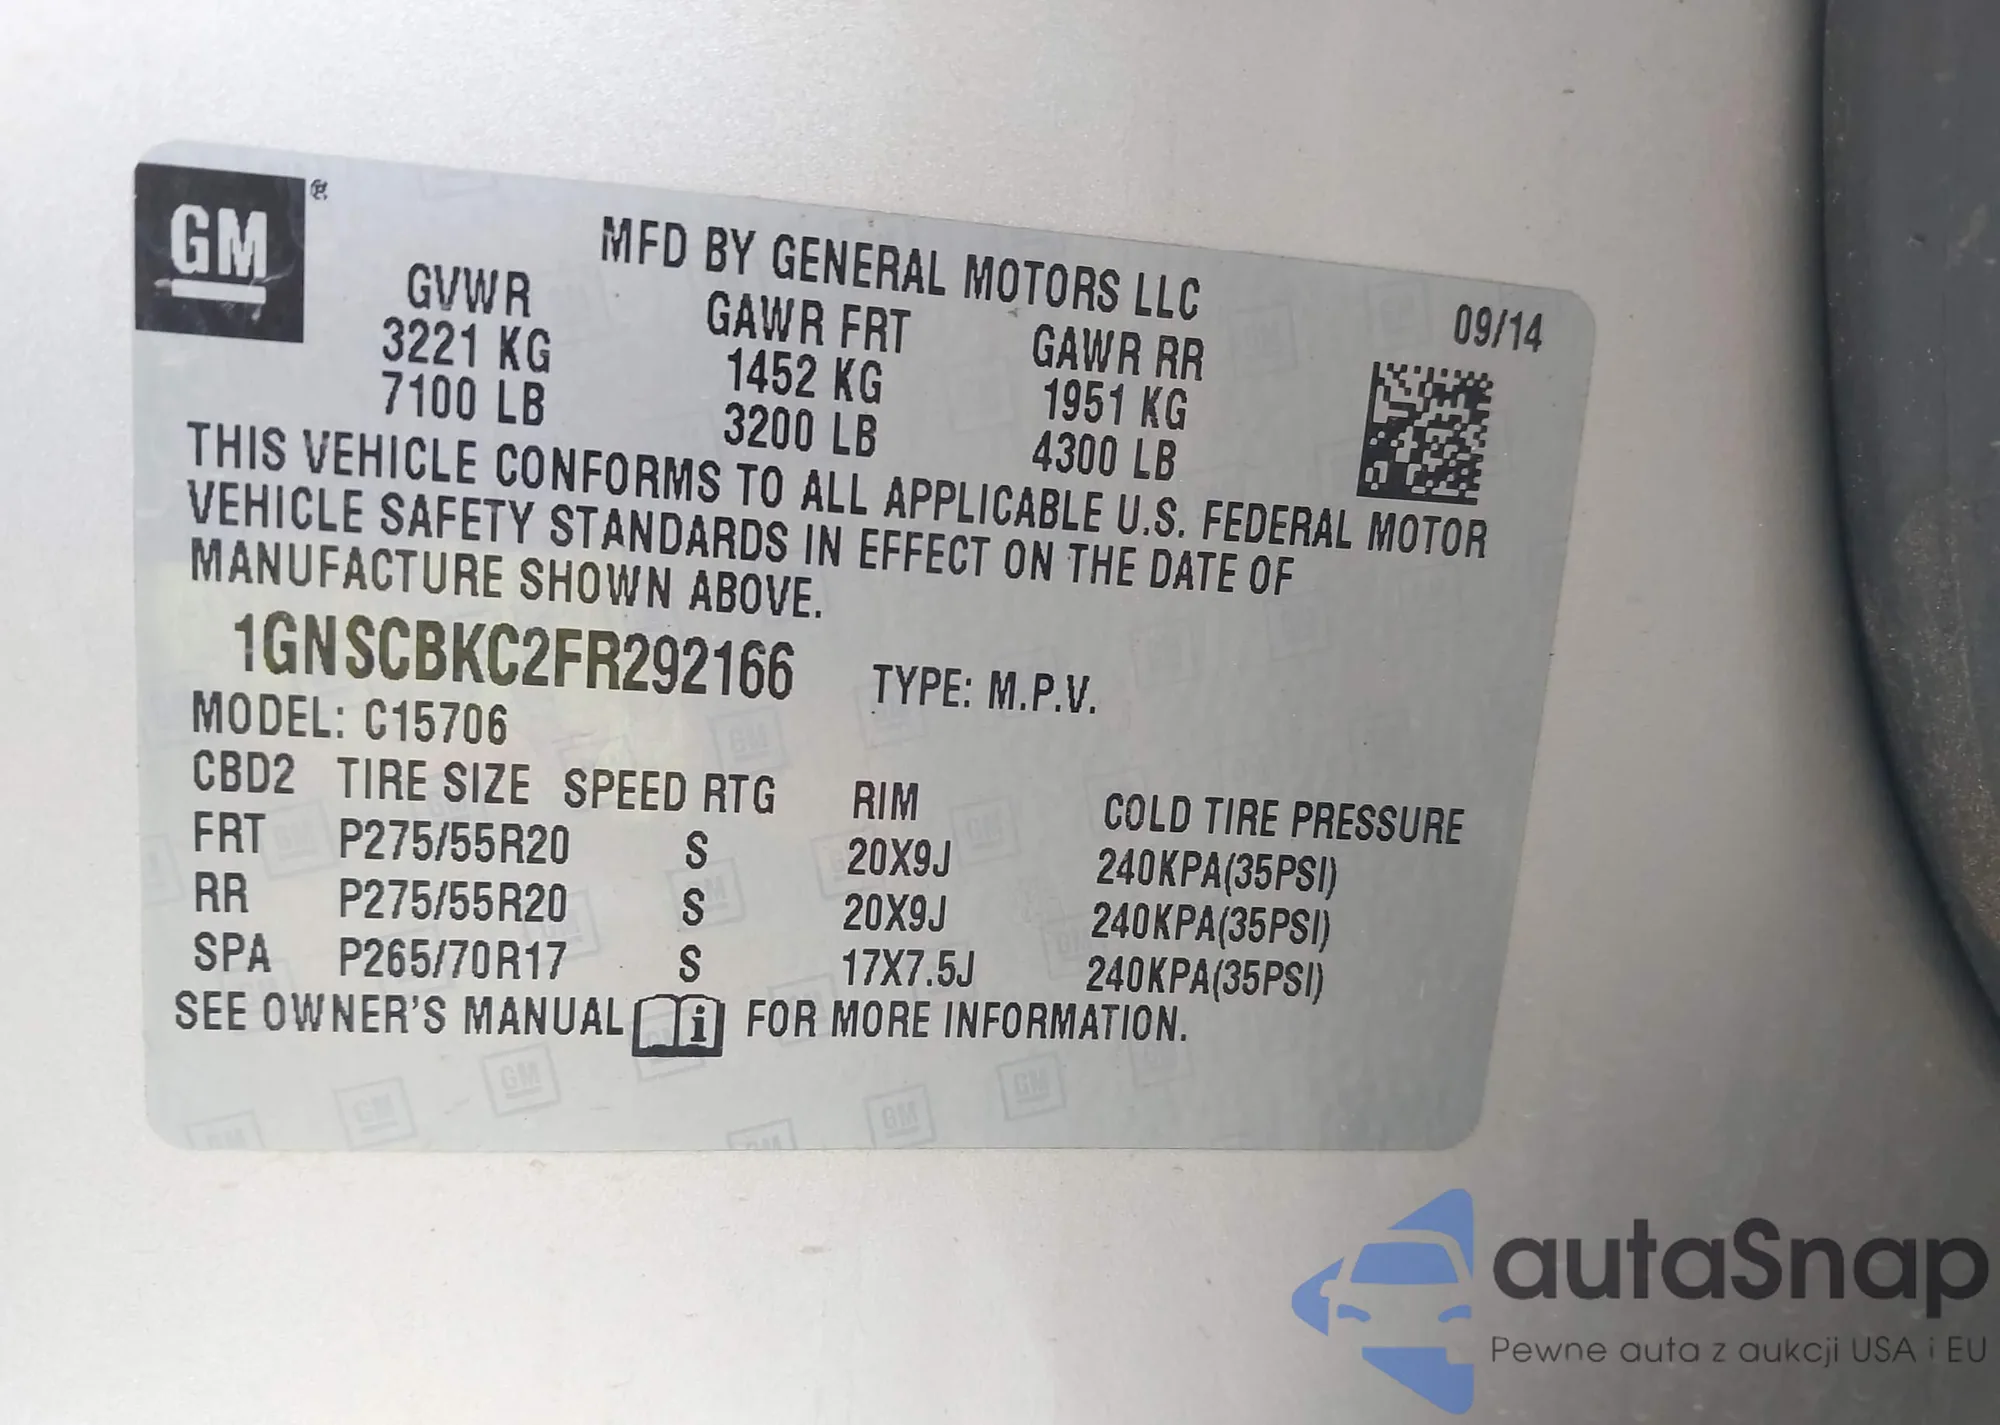 GM ®
MFD BY GENERAL MOTORS LLC
09/14
GVWR GAWR FRT GAWR RR
3221 KG 1452 KG 1951 KG
7100 LB 3200 LB 4300 LB
THIS VEHICLE CONFORMS TO ALL APPLICABLE U.S. FEDERAL MOTOR
VEHICLE SAFETY STANDARDS IN EFFECT ON THE DATE OF
MANUFACTURE SHOWN ABOVE.
1GNSCBKC2FR292166 TYPE: M.P.V.
MODEL: C15706
CBD2 TIRE SIZE SPEED RTG RIM COLD TIRE PRESSURE
FRT P275/55R20 S 20X9J 240KPA(35PSI)
RR P275/55R20 S 20X9J 240KPA(35PSI)
SPA P265/70R17 S 17X7.5J 240KPA(35PSI)
SEE OWNER'S MANUAL i FOR MORE INFORMATION.
autaSnap
Pewne auta z aukcji USA i EU